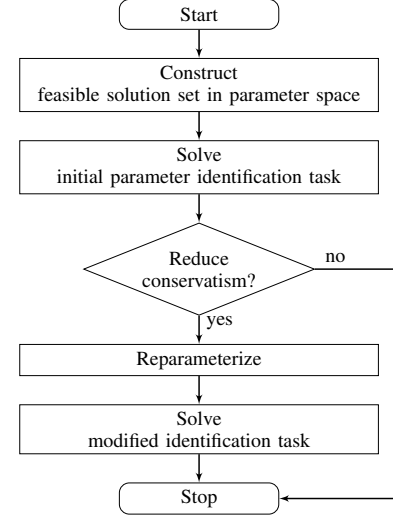 Start
Construct
feasible solution set in parameter space
Solve
initial parameter identification task
Reduce
conservatism?
no
yes
Reparameterize
Solve
modified identification task
Stop